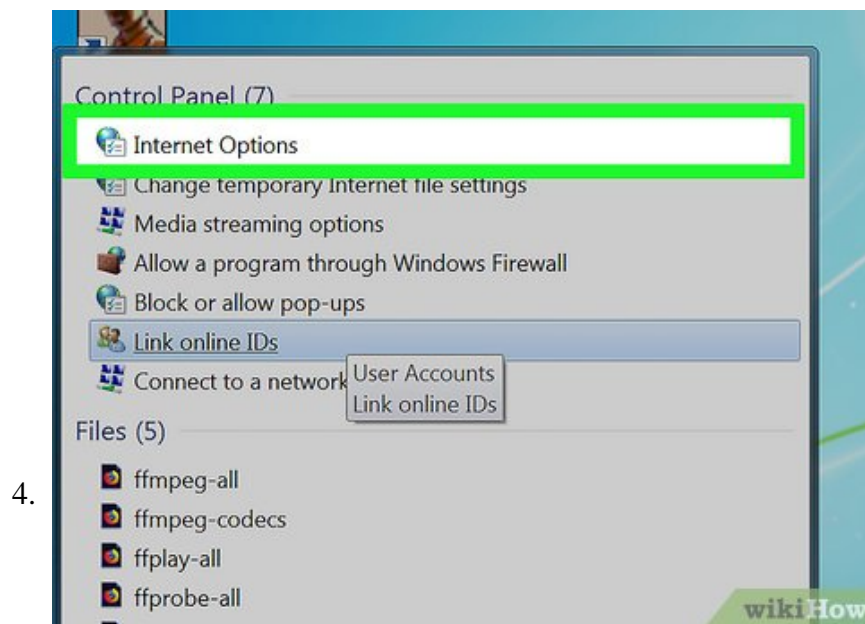 Control Panel (7)
Internet Options
Change temporary Internet file settings
Media streaming options
Allow a program through Windows Firewall
Block or allow pop-ups
Link online IDs
Connect to a network
User Accounts
Link online IDs
Files (5)
ffmpeg-all
4.
ffmpeg-codecs
ffplay-all
ffprobe-all
wikiHow